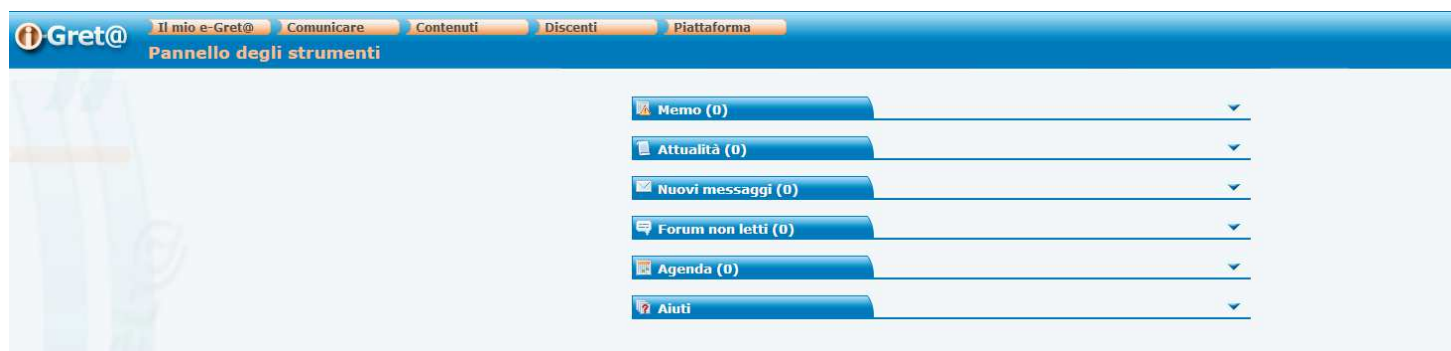 i-Gret@
Il mio e-Gret@ Comunicare Contenuti Discenti Piattaforma
Pannello degli strumenti
Memo (0)
Attualità (0)
Nuovi messaggi (0)
Forum non letti (0)
Agenda (0)
Aiuti